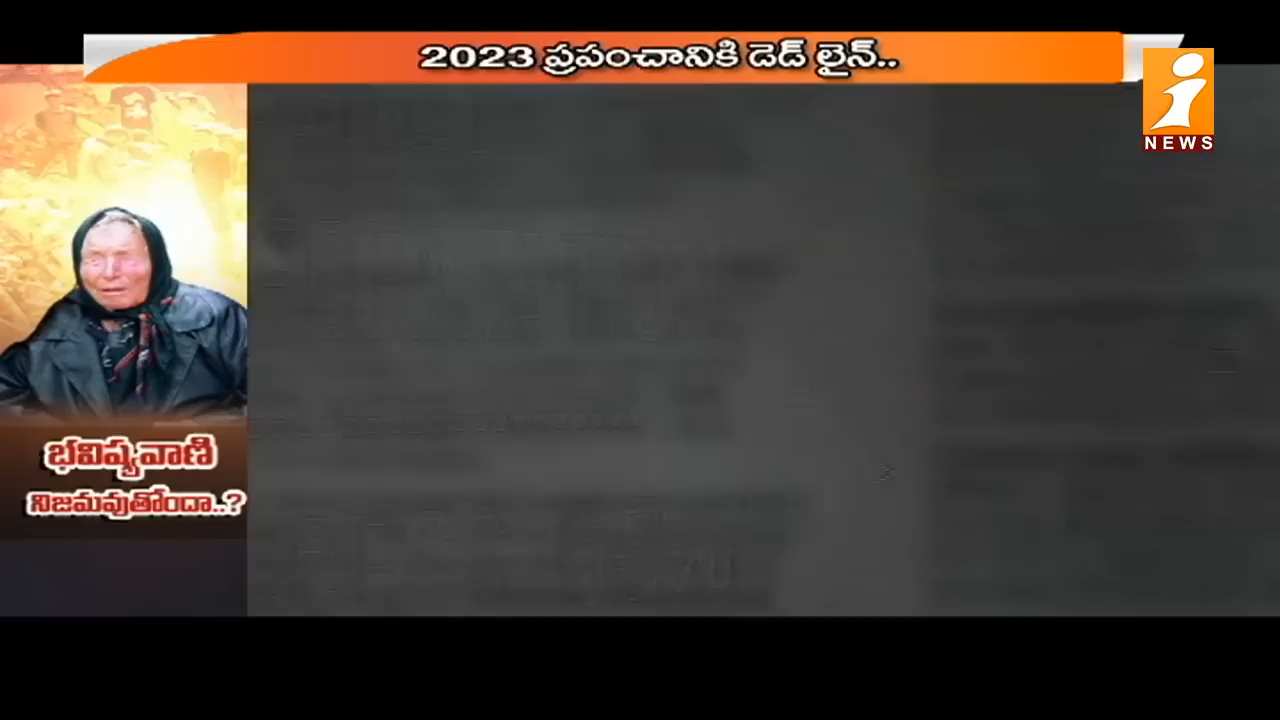 2023 ప్రపంచానికి డెడ్ లైన్..
i
NEWS
భవిష్యవాణి
నిజమవుతోందా..?